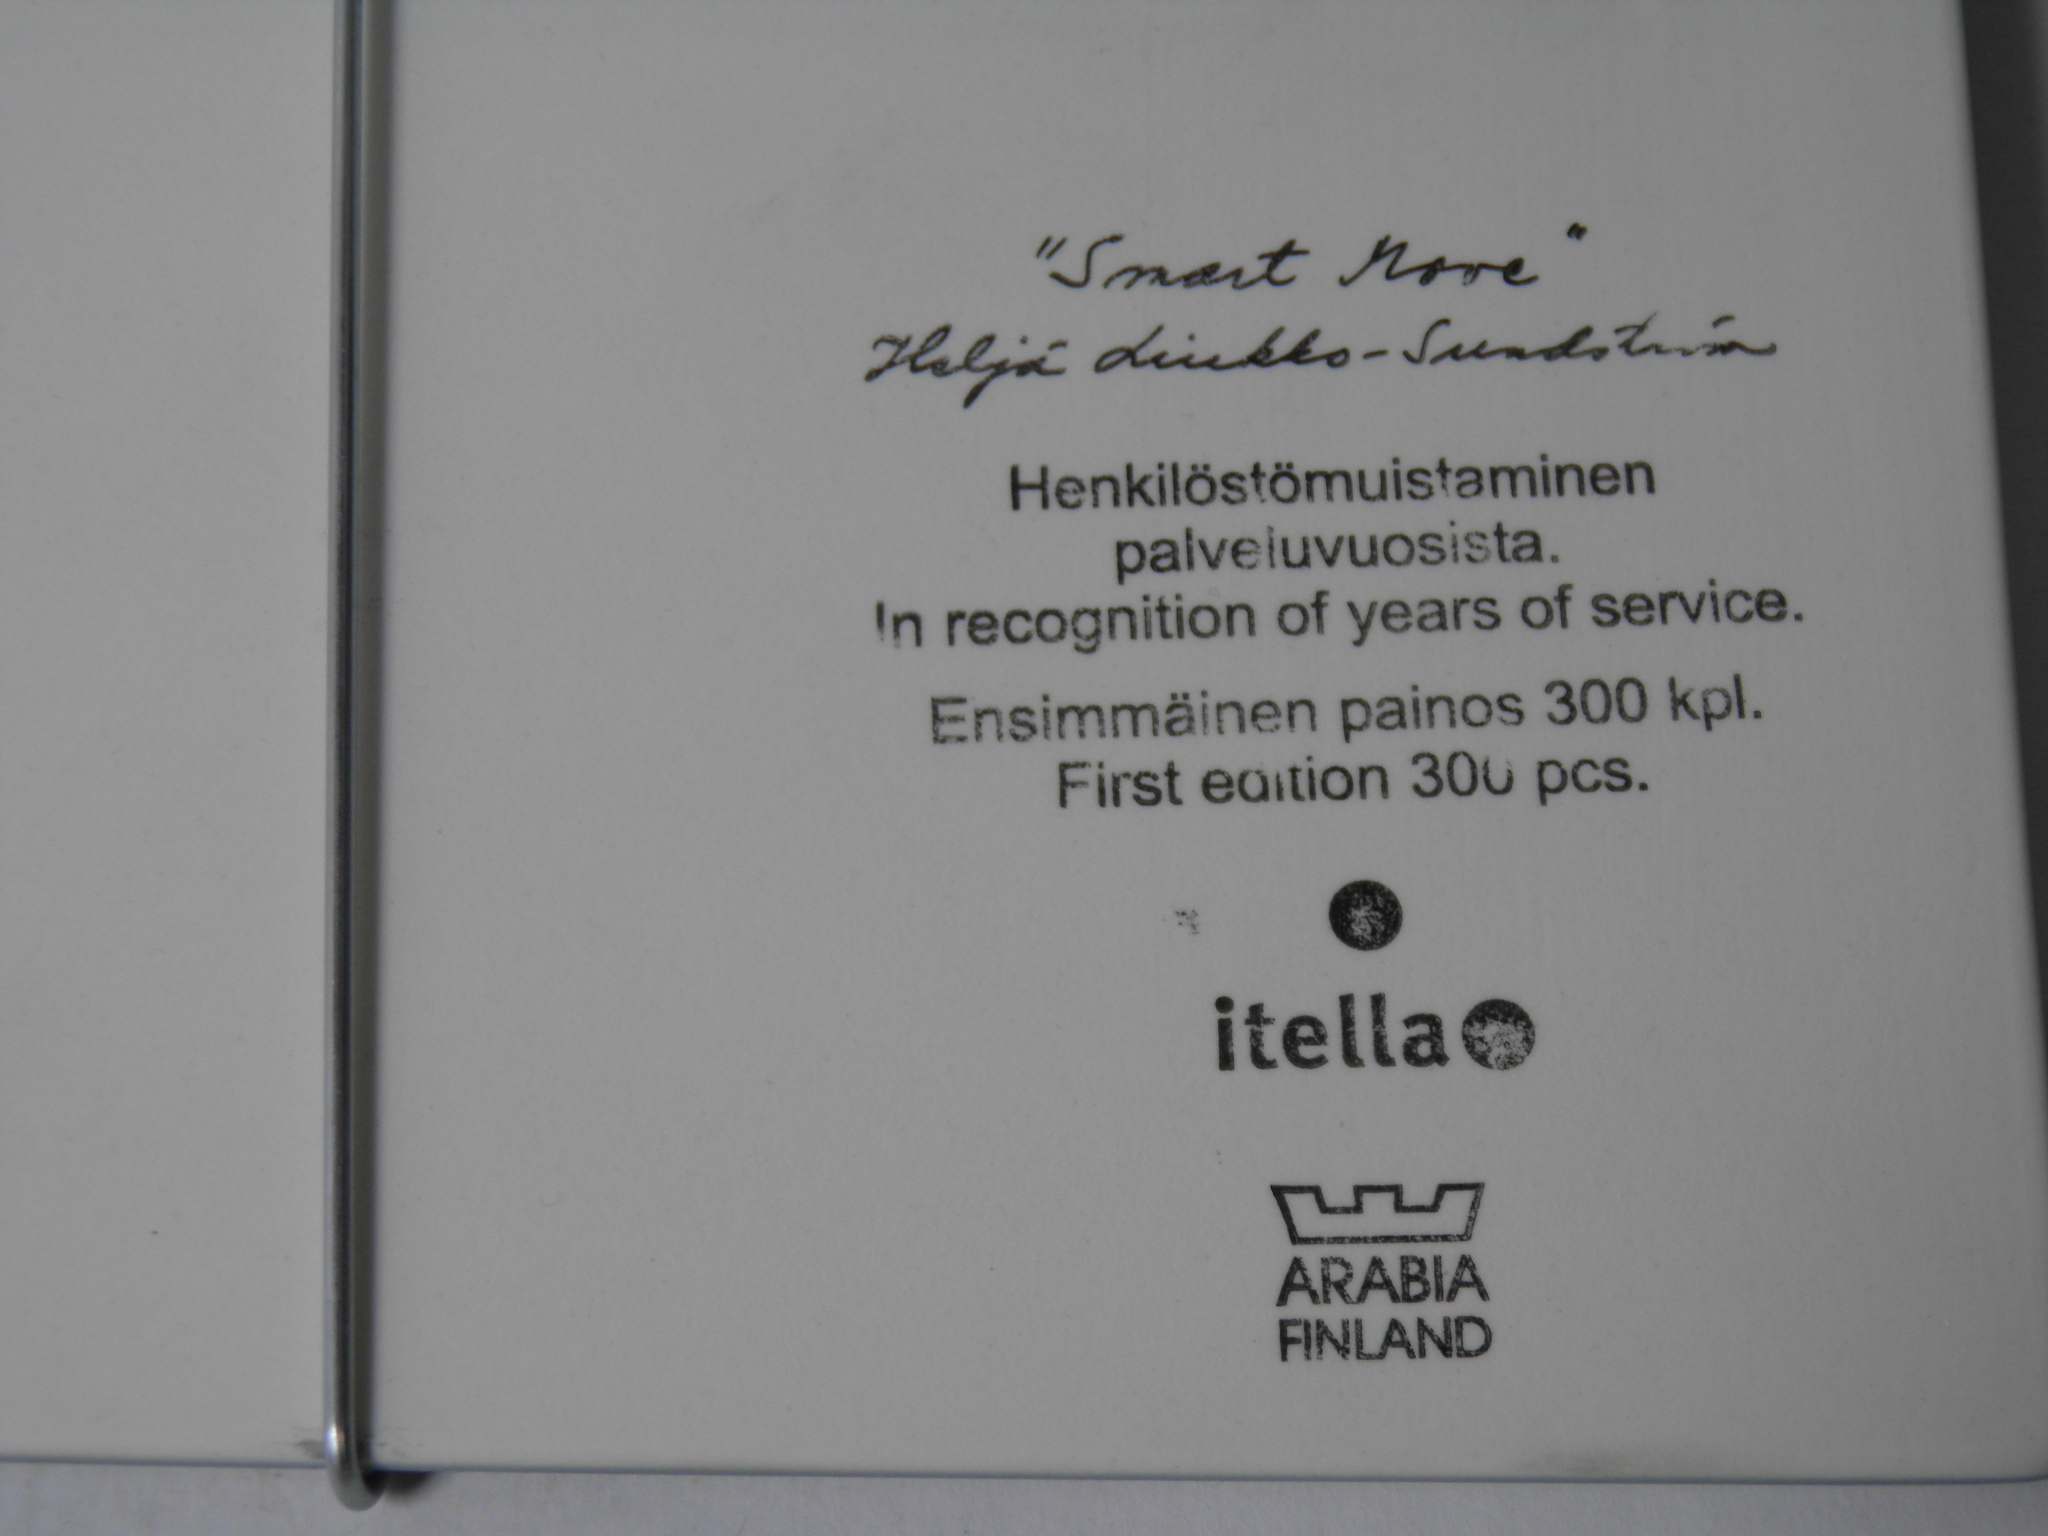 "Smart Move"
Heljä Liukko-Sundström
Henkilöstömuistaminen
palveluvuosista.
In recognition of years of service.
Ensimmäinen painos 300 kpl.
First edition 300 pcs.
itella
ARABIA
FINLAND